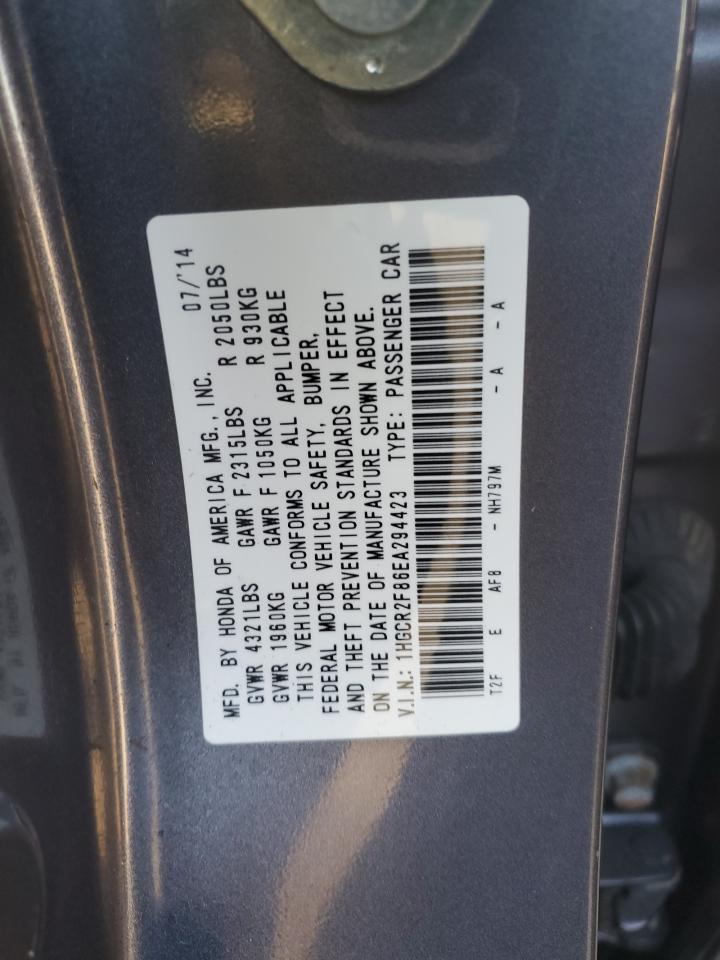 MFD. BY HONDA OF AMERICA MFG., INC. 07/'14
GVWR 4321LBS GAWR F 2315LBS R 2050LBS
GVWR 1960KG GAWR F 1050KG R 930KG
THIS VEHICLE CONFORMS TO ALL APPLICABLE
FEDERAL MOTOR VEHICLE SAFETY, BUMPER,
AND THEFT PREVENTION STANDARDS IN EFFECT
ON THE DATE OF MANUFACTURE SHOWN ABOVE.
V.I.N.: 1HGCR2F86EA294423 TYPE: PASSENGER CAR
T2F E AF8 - NH797M - A - A